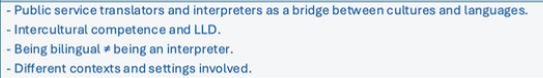 - Public service translators and interpreters as a bridge between cultures and languages.
- Intercultural competence and LLD.
- Being bilingual ≠ being an interpreter.
- Different contexts and settings involved.